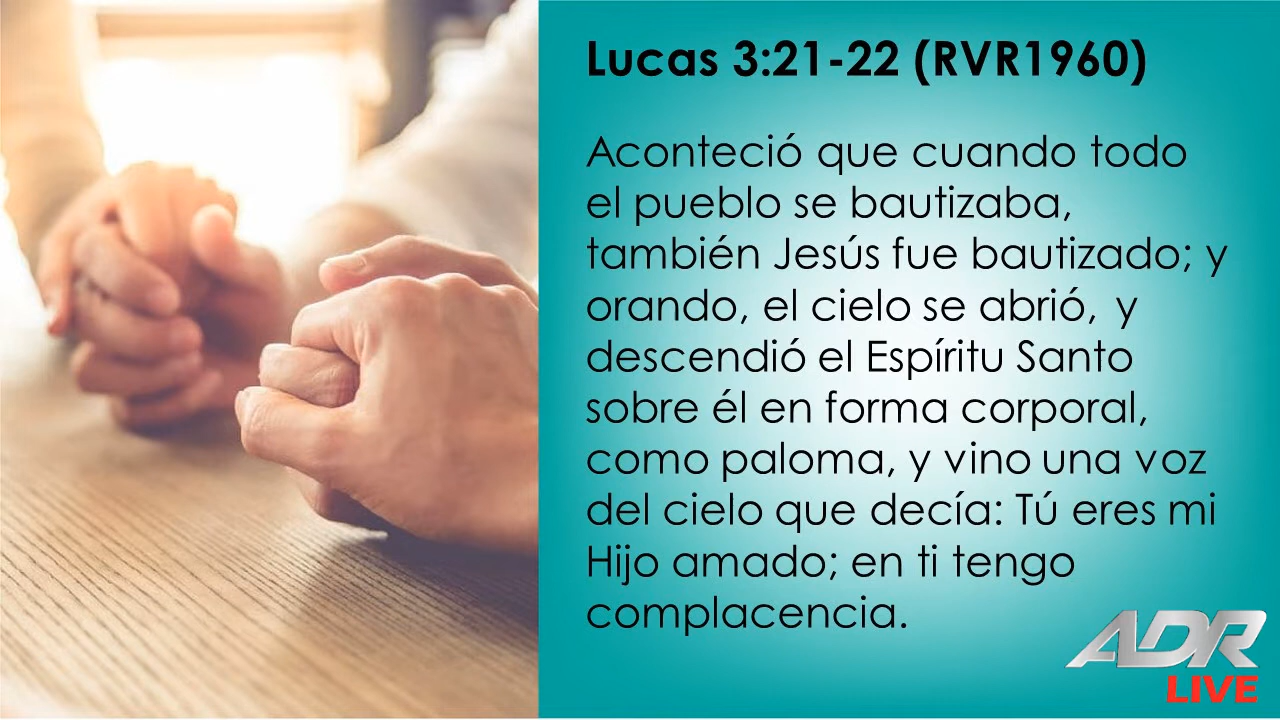 Lucas 3:21-22 (RVR1960)
Aconteció que cuando todo
el pueblo se bautizaba,
también Jesús fue bautizado; y
orando, el cielo se abrió, y
descendió el Espíritu Santo
sobre él en forma corporal,
como paloma, y vino una voz
del cielo que decía: Tú eres mi
Hijo amado; en ti tengo
complacencia.
ADR
LIVE